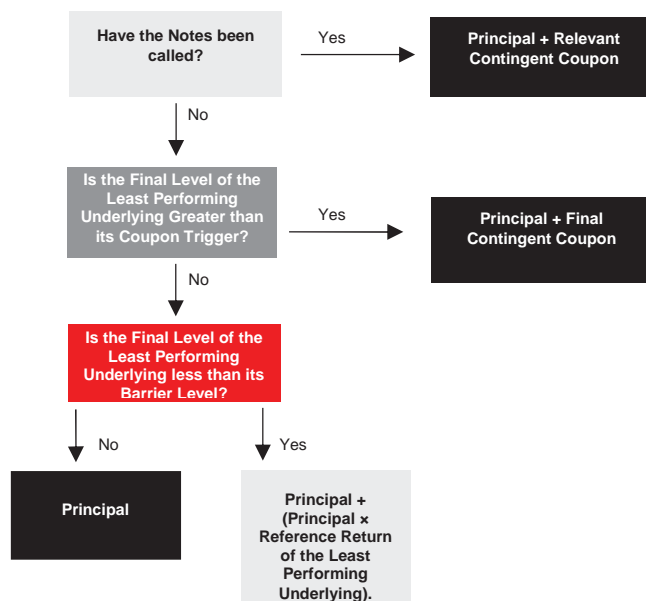 Have the Notes been
called?
Yes
Principal + Relevant
Contingent Coupon
No
Is the Final Level of the
Least Performing
Underlying Greater than
its Coupon Trigger?
Yes
Principal + Final
Contingent Coupon
No
Is the Final Level of the
Least Performing
Underlying less than its
Barrier Level?
No
Yes
Principal
Principal +
(Principal ×
Reference Return
of the Least
Performing
Underlying).